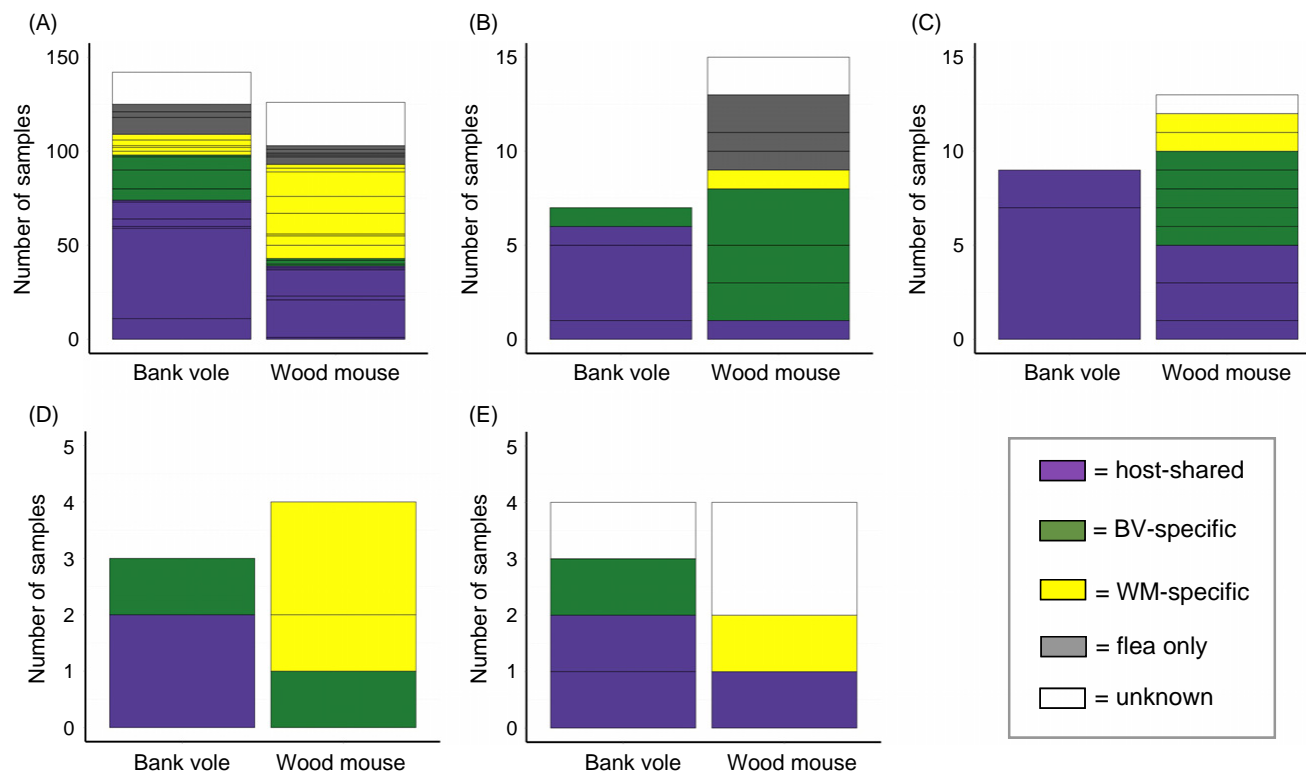 (A)
150
100
50
0
Number of samples
Bank vole
Wood mouse
(B)
15
10
5
0
Number of samples
Bank vole
Wood mouse
(C)
15
10
5
0
Number of samples
Bank vole
Wood mouse
(D)
5
4
3
2
1
0
Number of samples
Bank vole
Wood mouse
(E)
5
4
3
2
1
0
Number of samples
Bank vole
Wood mouse
= host-shared
= BV-specific
= WM-specific
= flea only
= unknown